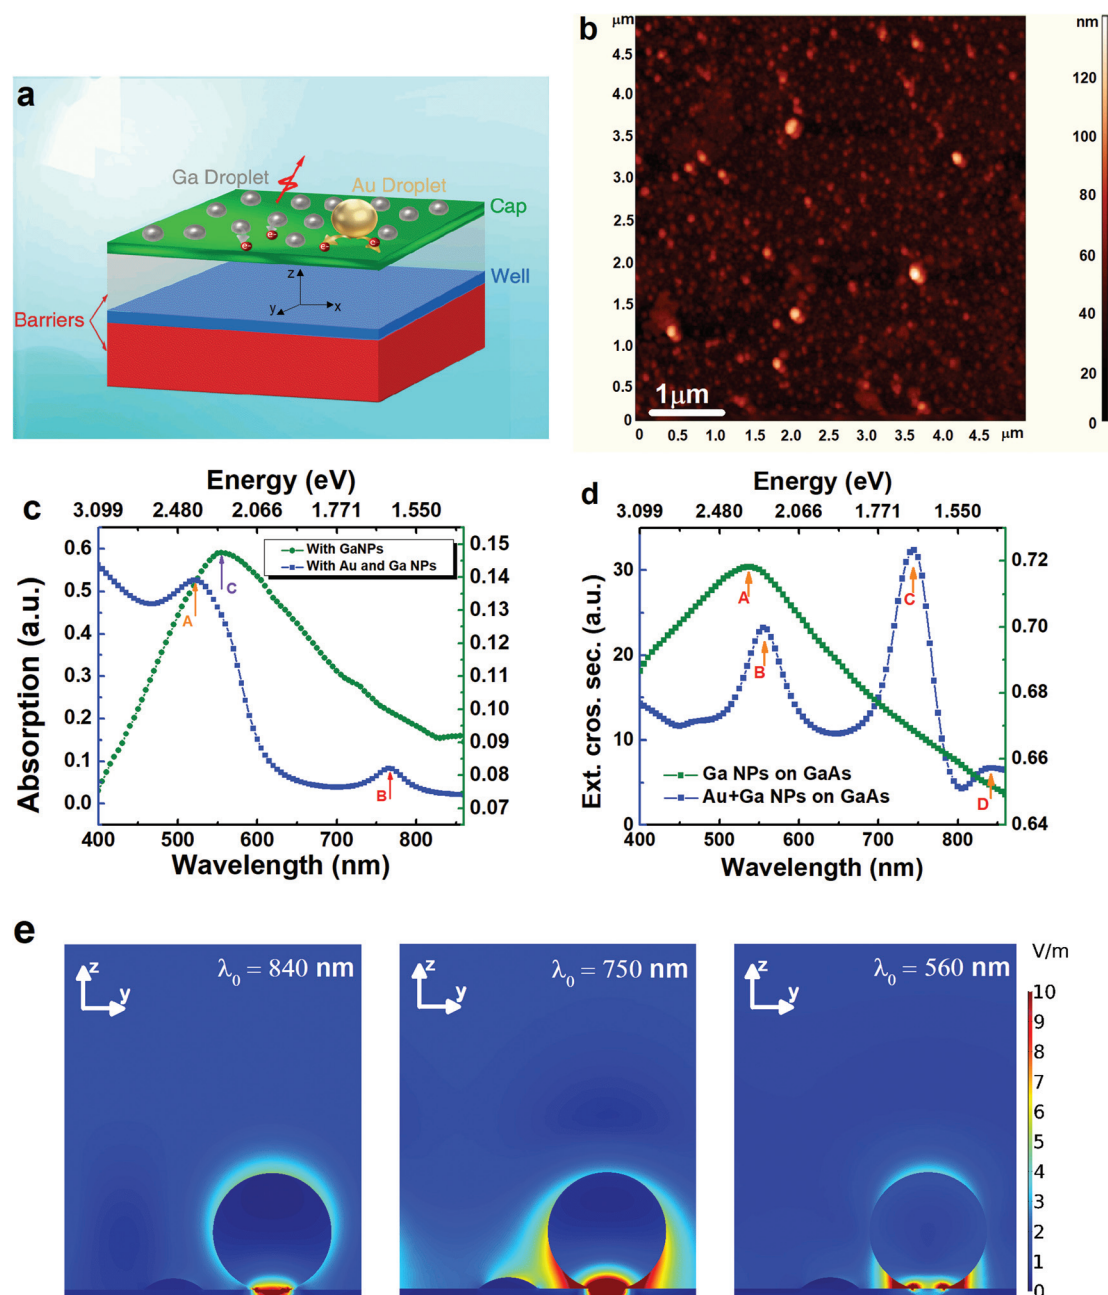 a
Ga Droplet
Au Droplet
Cap
e-
e-
e-
e-
z
Well
y
x
Barriers
b
μm
nm
4.5
4.0
3.5
3.0
2.5
2.0
1.5
1.0
0.5
0
1μm
0 0.5 1.0 2.0 2.5 3.0 3.5 4.0 4.5 μm
120
100
80
60
40
20
0
Energy (eV)
c
3.099 2.480 2.066 1.771 1.550
0.6
0.5
0.4
0.3
0.2
0.1
0.0
Absorption (a.u.)
With GaNPs
With Au and Ga NPs
A
C
B
0.15
0.14
0.13
0.12
0.11
0.10
0.09
0.08
0.07
400 500 600 700 800
Wavelength (nm)
Energy (eV)
d
3.099 2.480 2.066 1.771 1.550
30
20
10
0
Ext. cros. sec. (a.u.)
A
B
C
D
Ga NPs on GaAs
Au+Ga NPs on GaAs
0.72
0.70
0.68
0.66
0.64
400 500 600 700 800
Wavelength (nm)
e
z
y
λ0 = 840 nm
z
y
λ0 = 750 nm
z
y
λ0 = 560 nm
V/m
10
9
8
7
6
5
4
3
2
1
0